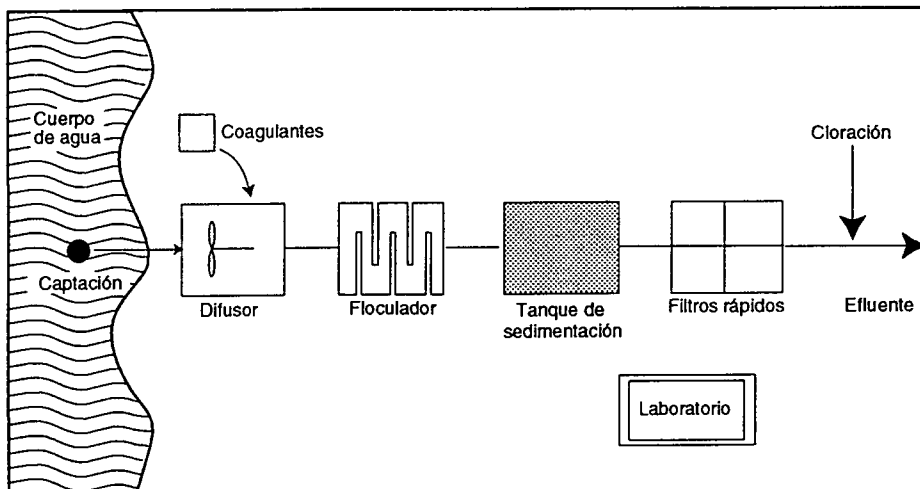 Cuerpo
de agua
Captación
Coagulantes
Difusor
Floculador
Tanque de
sedimentación
Filtros rápidos
Cloración
Efluente
Laboratorio